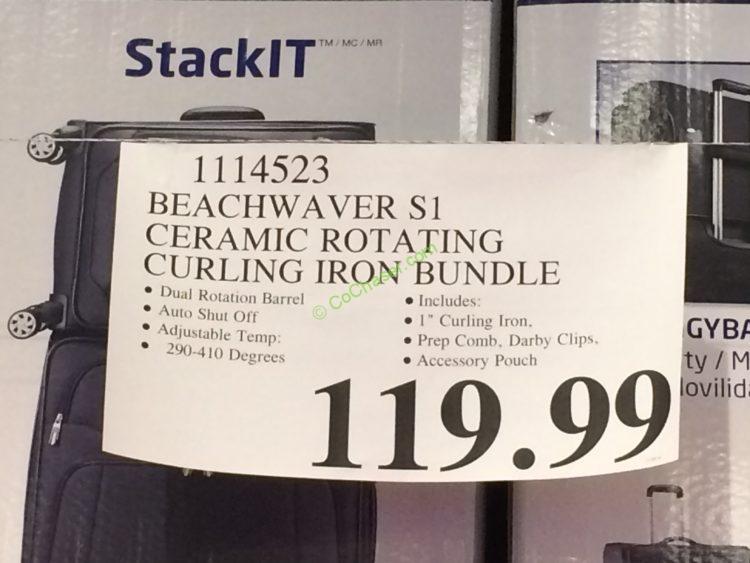 StackIT™/MC/MR
1114523
BEACHWAVER S1
CERAMIC ROTATING
CURLING IRON BUNDLE
• Dual Rotation Barrel
• Auto Shut Off
• Adjustable Temp:
• 290-410 Degrees
• Includes:
• 1" Curling Iron,
• Prep Comb, Darby Clips,
• Accessory Pouch
119.99
© CoChaser.com
GYBA
ty / M
lovilida